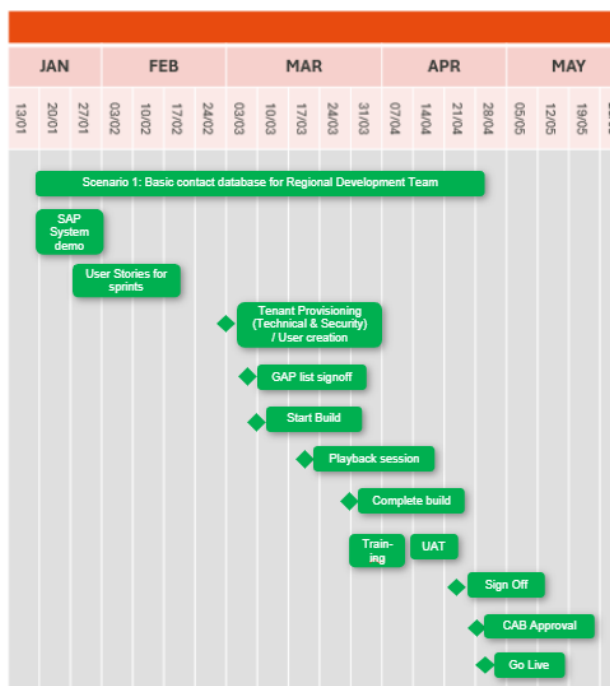 JAN FEB MAR APR MAY
13/01 20/01 27/01 03/02 10/02 17/02 24/02 03/03 10/03 17/03 24/03 31/03 07/04 14/04 21/04 28/04 05/05 12/05 19/05
Scenario 1: Basic contact database for Regional Development Team
SAP
System
demo
User Stories for
sprints
Tenant Provisioning
(Technical & Security)
/ User creation
GAP list signoff
Start Build
Playback session
Complete build
Train-
ing
UAT
Sign Off
CAB Approval
Go Live